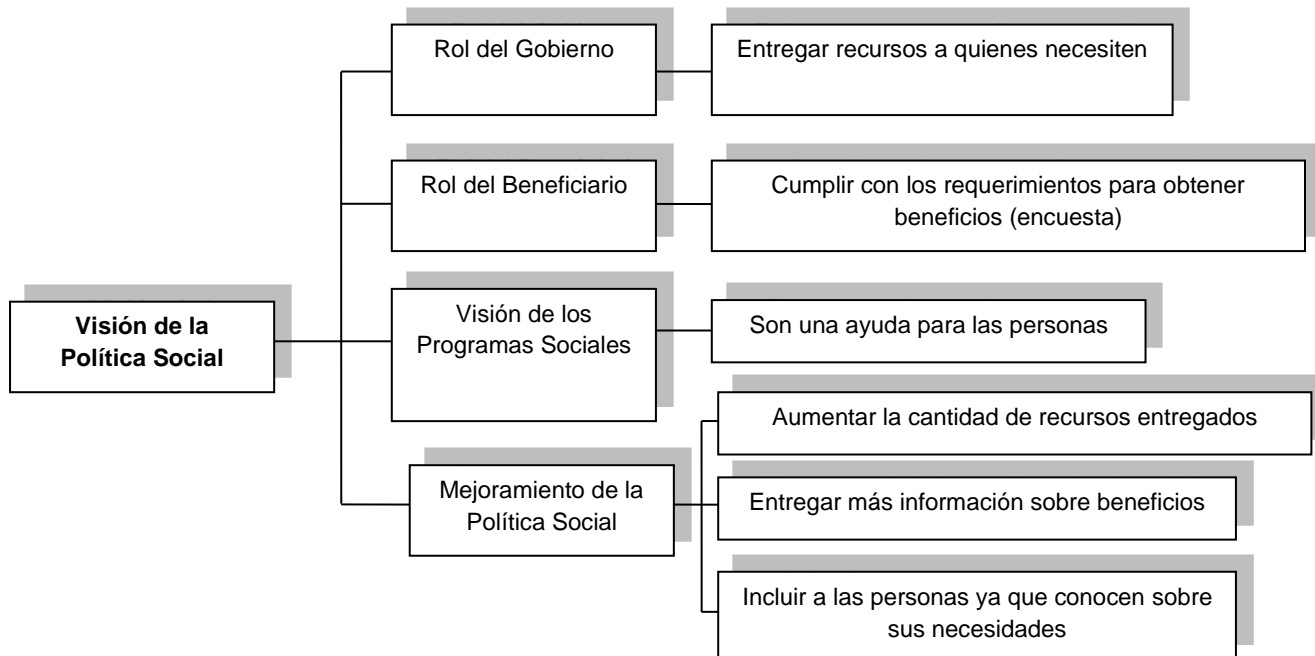 Rol del Gobierno
Entregar recursos a quienes necesiten
Rol del Beneficiario
Cumplir con los requerimientos para obtener
beneficios (encuesta)
Visión de la
Política Social
Visión de los
Programas Sociales
Son una ayuda para las personas
Mejoramiento de la
Política Social
Aumentar la cantidad de recursos entregados
Entregar más información sobre beneficios
Incluir a las personas ya que conocen sobre
sus necesidades